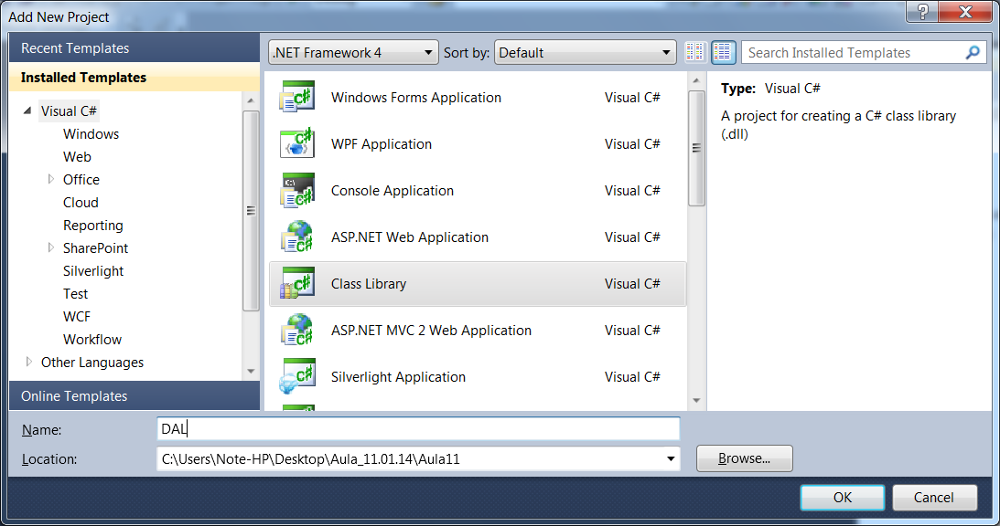 Add New Project
Recent Templates
Installed Templates
Visual C#
Windows
Web
Office
Cloud
Reporting
SharePoint
Silverlight
Test
WCF
Workflow
Other Languages
Online Templates
.NET Framework 4 Sort by: Default Search Installed Templates
Windows Forms Application Visual C#
WPF Application Visual C#
Console Application Visual C#
ASP.NET Web Application Visual C#
Class Library Visual C#
ASP.NET MVC 2 Web Application Visual C#
Silverlight Application Visual C#
Type: Visual C#
A project for creating a C# class library
(.dll)
Name: DAL
Location: C:\Users\Note-HP\Desktop\Aula_11.01.14\Aula11 Browse...
OK Cancel